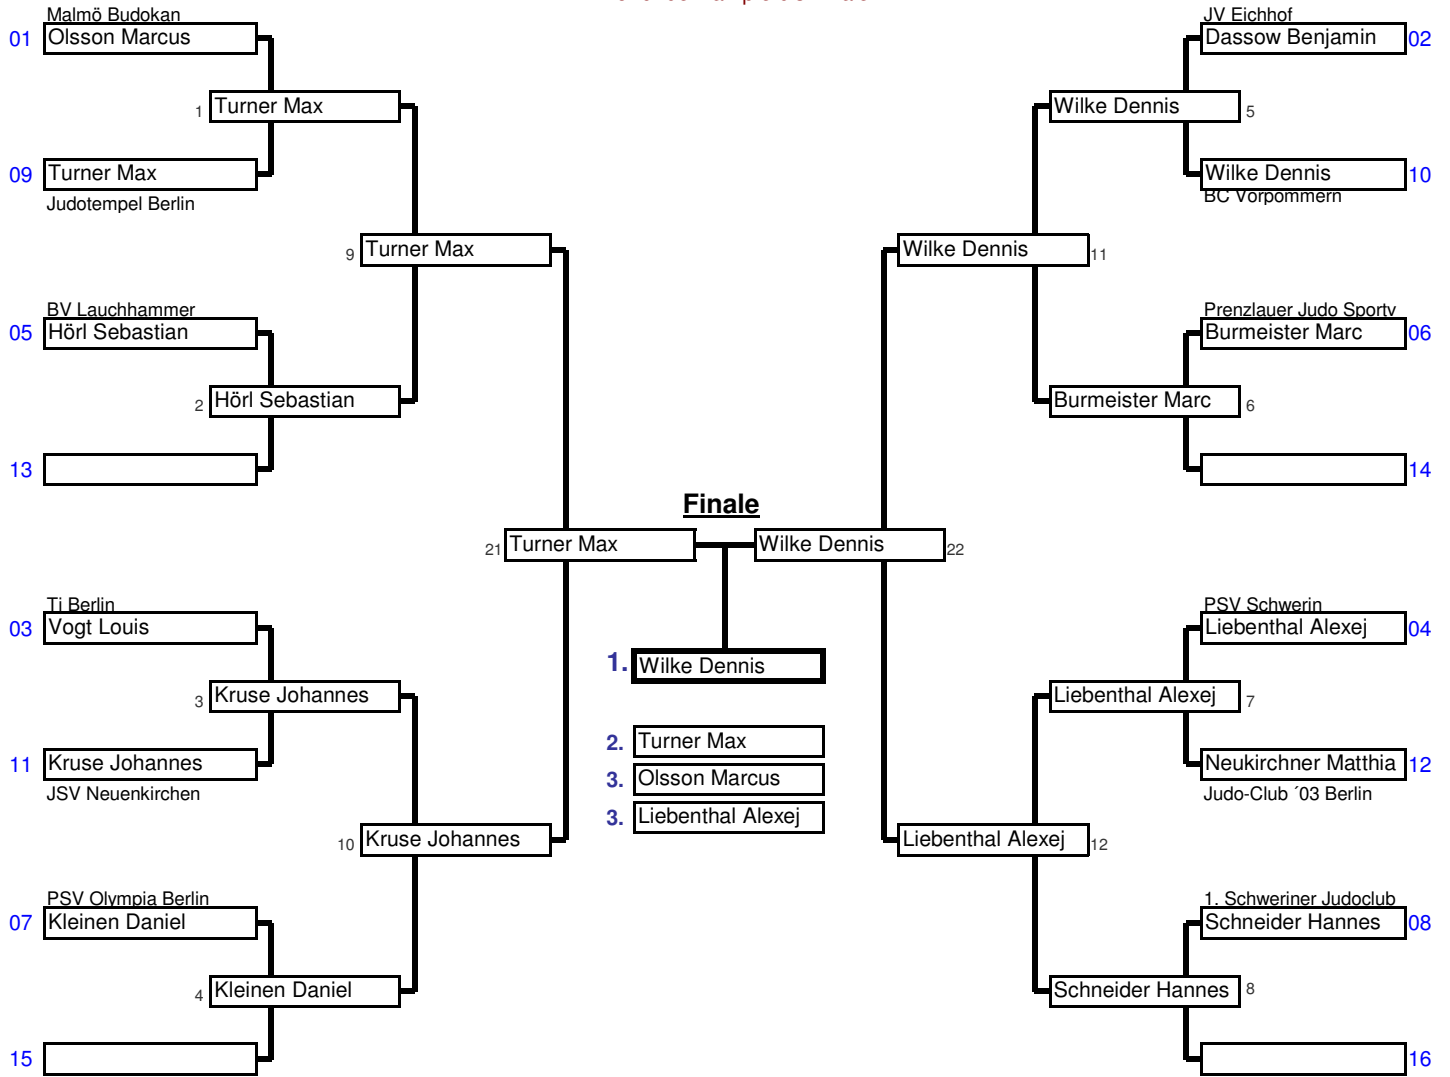 Malmö Budokan
01 Olsson Marcus
1 Turner Max
09 Turner Max
Judotempel Berlin
9 Turner Max
BV Lauchhammer
05 Hörl Sebastian
2 Hörl Sebastian
13
21 Turner Max
Ti Berlin
03 Vogt Louis
3 Kruse Johannes
11 Kruse Johannes
JSV Neuenkirchen
10 Kruse Johannes
PSV Olympia Berlin
07 Kleinen Daniel
4 Kleinen Daniel
15
Finale
1. Wilke Dennis
2. Turner Max
3. Olsson Marcus
3. Liebenthal Alexej
JV Eichhof
Dassow Benjamin 02
Wilke Dennis 5
Wilke Dennis 10
BC Vorpommern
Wilke Dennis 11
Prenzlauer Judo Sportv
Burmeister Marc 06
Burmeister Marc 6
14
Wilke Dennis 22
PSV Schwerin
Liebenthal Alexej 04
Liebenthal Alexej 7
Neukirchner Matthia 12
Judo-Club ´03 Berlin
Liebenthal Alexej 12
1. Schweriner Judoclub
Schneider Hannes 08
Schneider Hannes 8
16